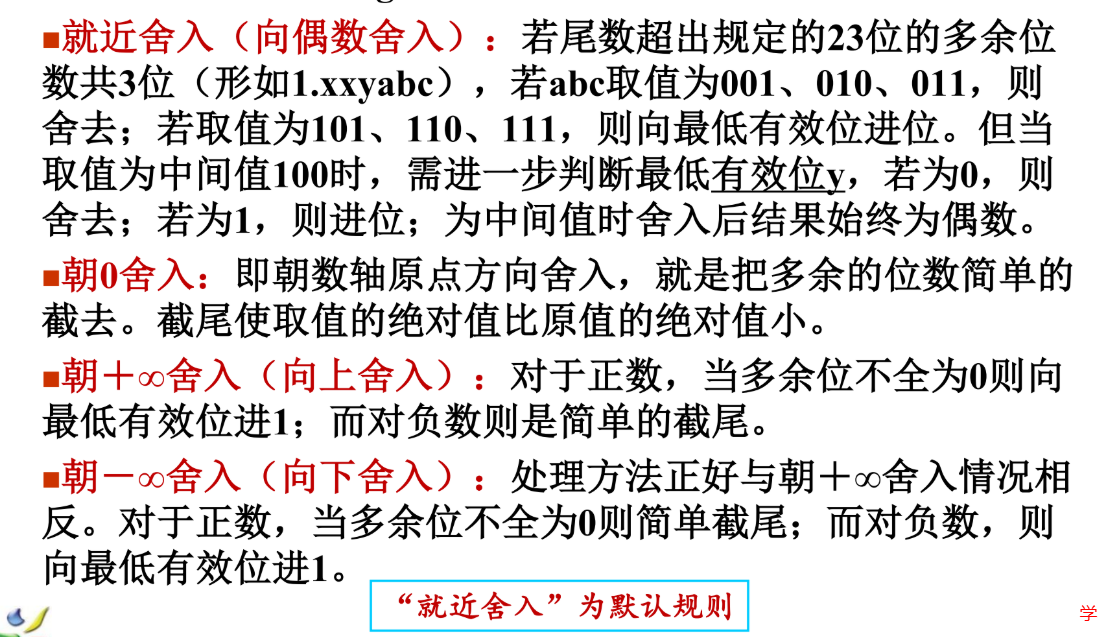 ■就近舍入（向偶数舍入）：若尾数超出规定的23位的多余位
数共3位（形如1.xxyabc），若abc取值为001、010、011，则
舍去；若取值为101、110、111，则向最低有效位进位。但当
取值为中间值100时，需进一步判断最低有效位y，若为0，则
舍去；若为1，则进位；为中间值时舍入后结果始终为偶数。
■朝0舍入：即朝数轴原点方向舍入，就是把多余的位数简单的
截去。截尾使取值的绝对值比原值的绝对值小。
■朝＋∞舍入（向上舍入）：对于正数，当多余位不全为0则向
最低有效位进1；而对负数则是简单的截尾。
■朝－∞舍入（向下舍入）：处理方法正好与朝＋∞舍入情况相
反。对于正数，当多余位不全为0则简单截尾；而对负数，则
向最低有效位进1。
“就近舍入”为默认规则
学